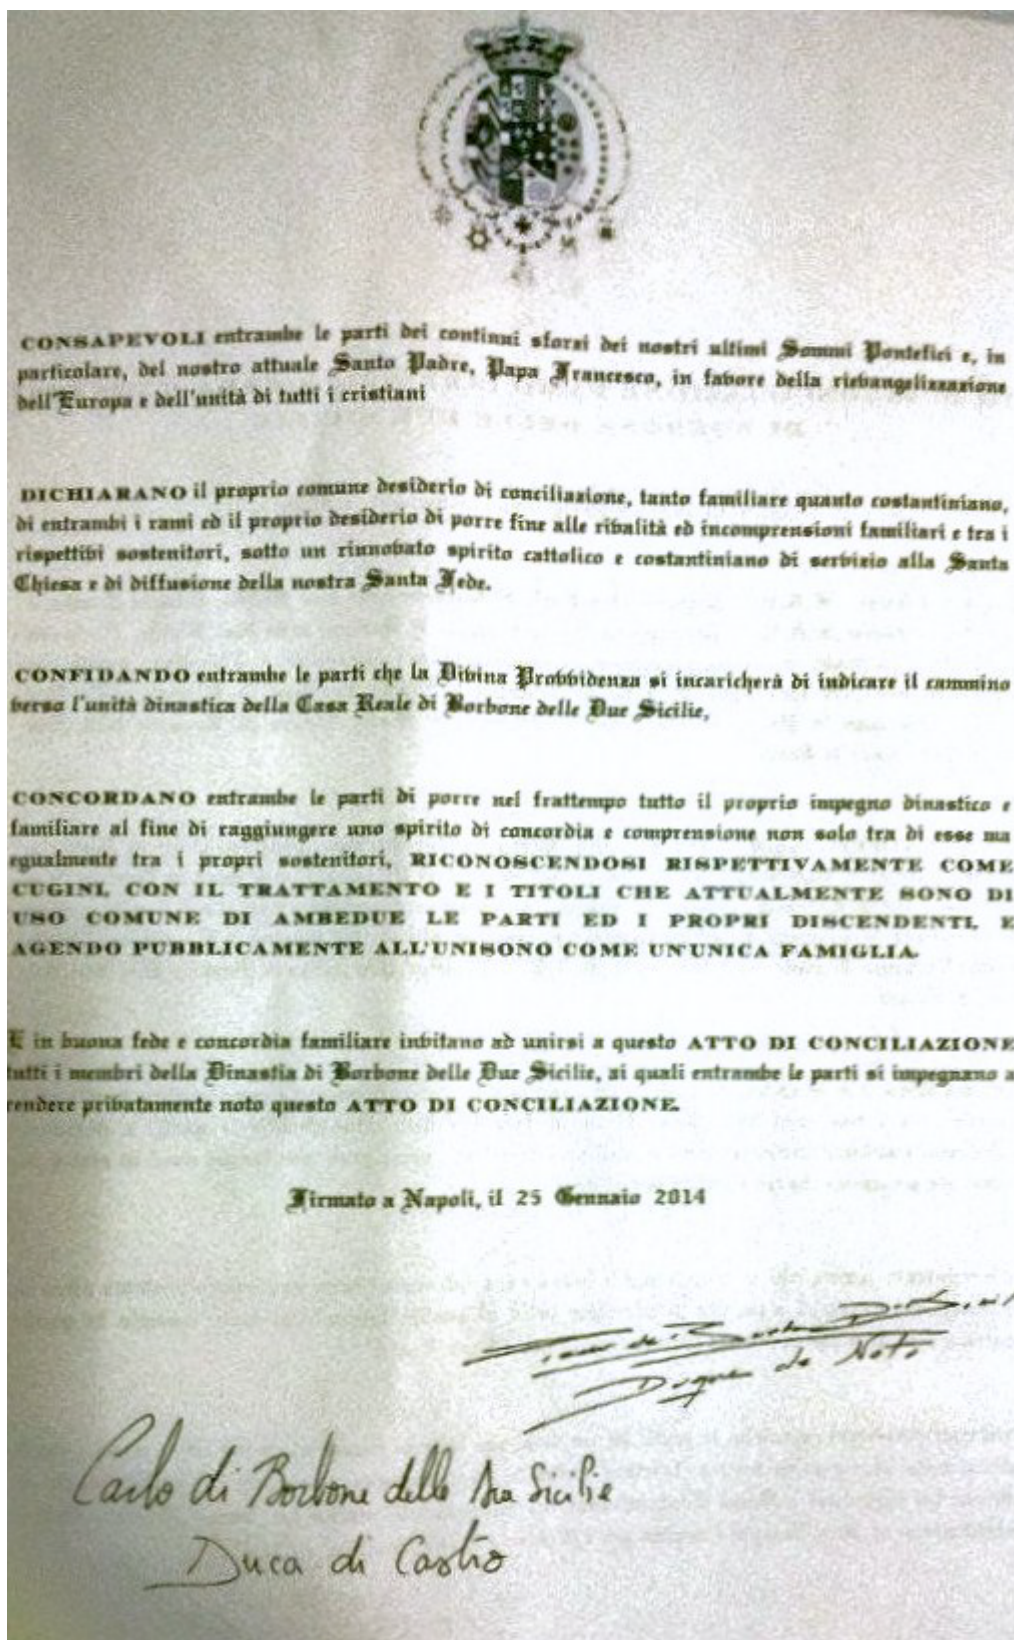 CONSAPEVOLI entrambe le parti dei continui sforzi dei nostri ultimi Sommi Pontefici e, in
particolare, del nostro attuale Santo Padre, Papa Francesco, in favore della rievangelizzazione
dell'Europa e dell'unità di tutti i cristiani
DICHIARANO il proprio comune desiderio di conciliazione, tanto familiare quanto costantiniano,
di entrambi i rami ed il proprio desiderio di porre fine alle rivalità ed incomprensioni familiari e tra i
rispettivi sostenitori, sotto un rinnovato spirito cattolico e costantiniano di servizio alla Santa
Chiesa e di diffusione della nostra Santa Fede.
CONFIDANDO entrambe le parti che la Divina Provvidenza si incaricherà di indicare il cammino
verso l'unità dinastica della Casa Reale di Borbone delle Due Sicilie,
CONCORDANO entrambe le parti di porre nel frattempo tutto il proprio impegno dinastico e
familiare al fine di raggiungere uno spirito di concordia e comprensione non solo tra di esse ma
egualmente tra i propri sostenitori, RICONOSCENDOSI RISPETTIVAMENTE COME
CUGINI, CON IL TRATTAMENTO E I TITOLI CHE ATTUALMENTE SONO DI
USO COMUNE DI AMBEDUE LE PARTI ED I PROPRI DISCENDENTI, E
AGENDO PUBBLICAMENTE ALL'UNISONO COME UN'UNICA FAMIGLIA.
E in buona fede e concordia familiare invitano ad unirsi a questo ATTO DI CONCILIAZIONE
tutti i membri della Dinastia di Borbone delle Due Sicilie, ai quali entrambe le parti si impegnano a
rendere privatamente noto questo ATTO DI CONCILIAZIONE.
Firmato a Napoli, il 25 Gennaio 2014
de Borbon
Duque de Noto
Carlo di Borbone delle Due Sicilie
Duca di Castro